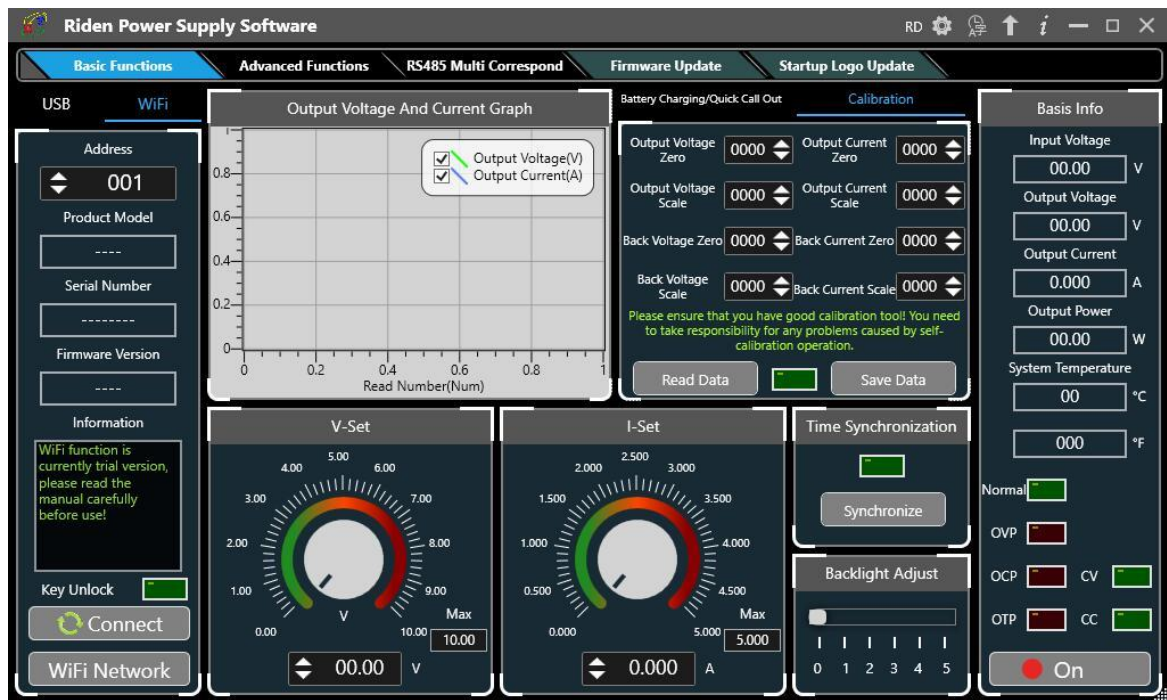 Riden Power Supply Software
RD
Basic Functions
Advanced Functions
RS485 Multi Correspond
Firmware Update
Startup Logo Update
USB
WiFi
Address
001
Product Model
----
Serial Number
--------
Firmware Version
----
Information
WiFi function is
currently trial version,
please read the
manual carefully
before use!
Key Unlock
Connect
WiFi Network
Output Voltage And Current Graph
Output Voltage(V)
Output Current(A)
1
0.8
0.6
0.4
0.2
0
0 0.2 0.4 0.6 0.8 1
Read Number(Num)
Battery Charging/Quick Call Out
Calibration
Output Voltage
Zero
0000
Output Current
Zero
0000
Output Voltage
Scale
0000
Output Current
Scale
0000
Back Voltage Zero
0000
Back Current Zero
0000
Back Voltage
Scale
0000
Back Current Scale
0000
Please ensure that you have good calibration tool! You need
to take responsibility for any problems caused by self-
calibration operation.
Read Data
Save Data
V-Set
0.00
1.00
2.00
3.00
4.00
5.00
6.00
7.00
8.00
9.00
10.00
V
Max
10.00
00.00 V
I-Set
0.000
0.500
1.000
1.500
2.000
2.500
3.000
3.500
4.000
4.500
5.000
A
Max
5.000
0.000 A
Time Synchronization
Synchronize
Backlight Adjust
0 1 2 3 4 5
Basis Info
Input Voltage
00.00 V
Output Voltage
00.00 V
Output Current
0.000 A
Output Power
00.00 W
System Temperature
00 °C
000 °F
Normal
OVP
OCP CV
OTP CC
On